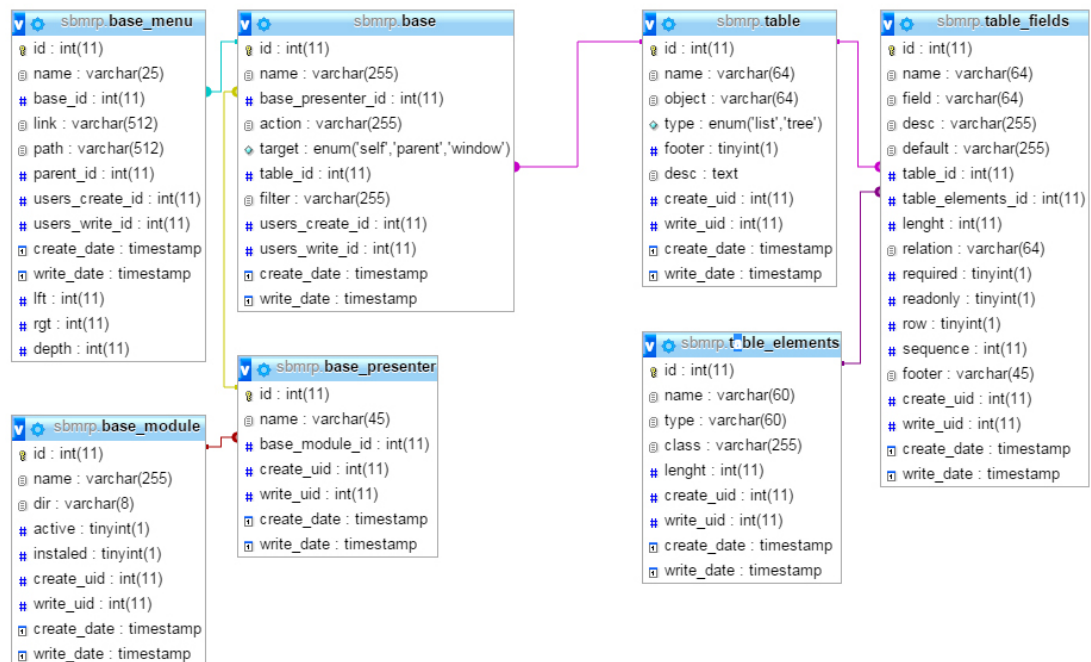 sbmrp.base_menu
id : int(11)
name : varchar(25)
base_id : int(11)
link : varchar(512)
path : varchar(512)
parent_id : int(11)
users_create_id : int(11)
users_write_id : int(11)
create_date : timestamp
write_date : timestamp
lft : int(11)
rgt : int(11)
depth : int(11)
sbmrp.base
id : int(11)
name : varchar(255)
base_presenter_id : int(11)
action : varchar(255)
target : enum('self','parent','window')
table_id : int(11)
filter : varchar(255)
users_create_id : int(11)
users_write_id : int(11)
create_date : timestamp
write_date : timestamp
sbmrp.table
id : int(11)
name : varchar(64)
object : varchar(64)
type : enum('list','tree')
footer : tinyint(1)
desc : text
create_uid : int(11)
write_uid : int(11)
create_date : timestamp
write_date : timestamp
sbmrp.table_fields
id : int(11)
name : varchar(64)
field : varchar(64)
desc : varchar(255)
default : varchar(255)
table_id : int(11)
table_elements_id : int(11)
lenght : int(11)
relation : varchar(64)
required : tinyint(1)
readonly : tinyint(1)
row : tinyint(1)
sequence : int(11)
footer : varchar(45)
create_uid : int(11)
write_uid : int(11)
create_date : timestamp
write_date : timestamp
sbmrp.base_module
id : int(11)
name : varchar(255)
dir : varchar(8)
active : tinyint(1)
instaled : tinyint(1)
create_uid : int(11)
write_uid : int(11)
create_date : timestamp
write_date : timestamp
sbmrp.base_presenter
id : int(11)
name : varchar(45)
base_module_id : int(11)
create_uid : int(11)
write_uid : int(11)
create_date : timestamp
write_date : timestamp
sbmrp.table_elements
id : int(11)
name : varchar(60)
type : varchar(60)
class : varchar(255)
lenght : int(11)
create_uid : int(11)
write_uid : int(11)
create_date : timestamp
write_date : timestamp